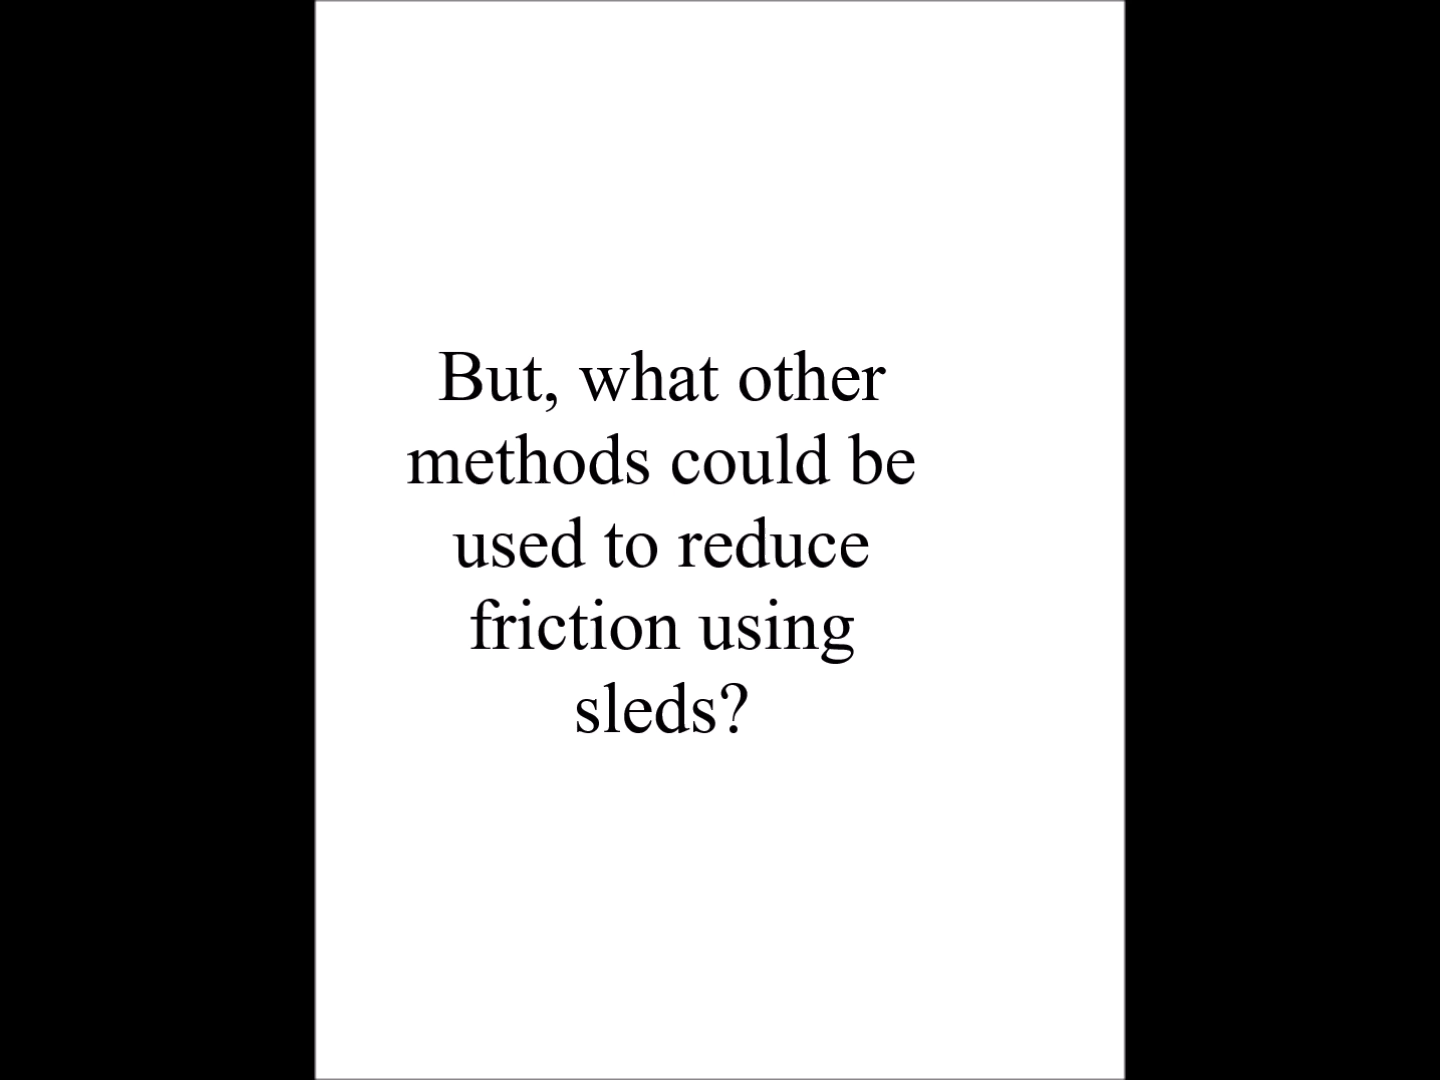 But, what other
methods could be
used to reduce
friction using
sleds?